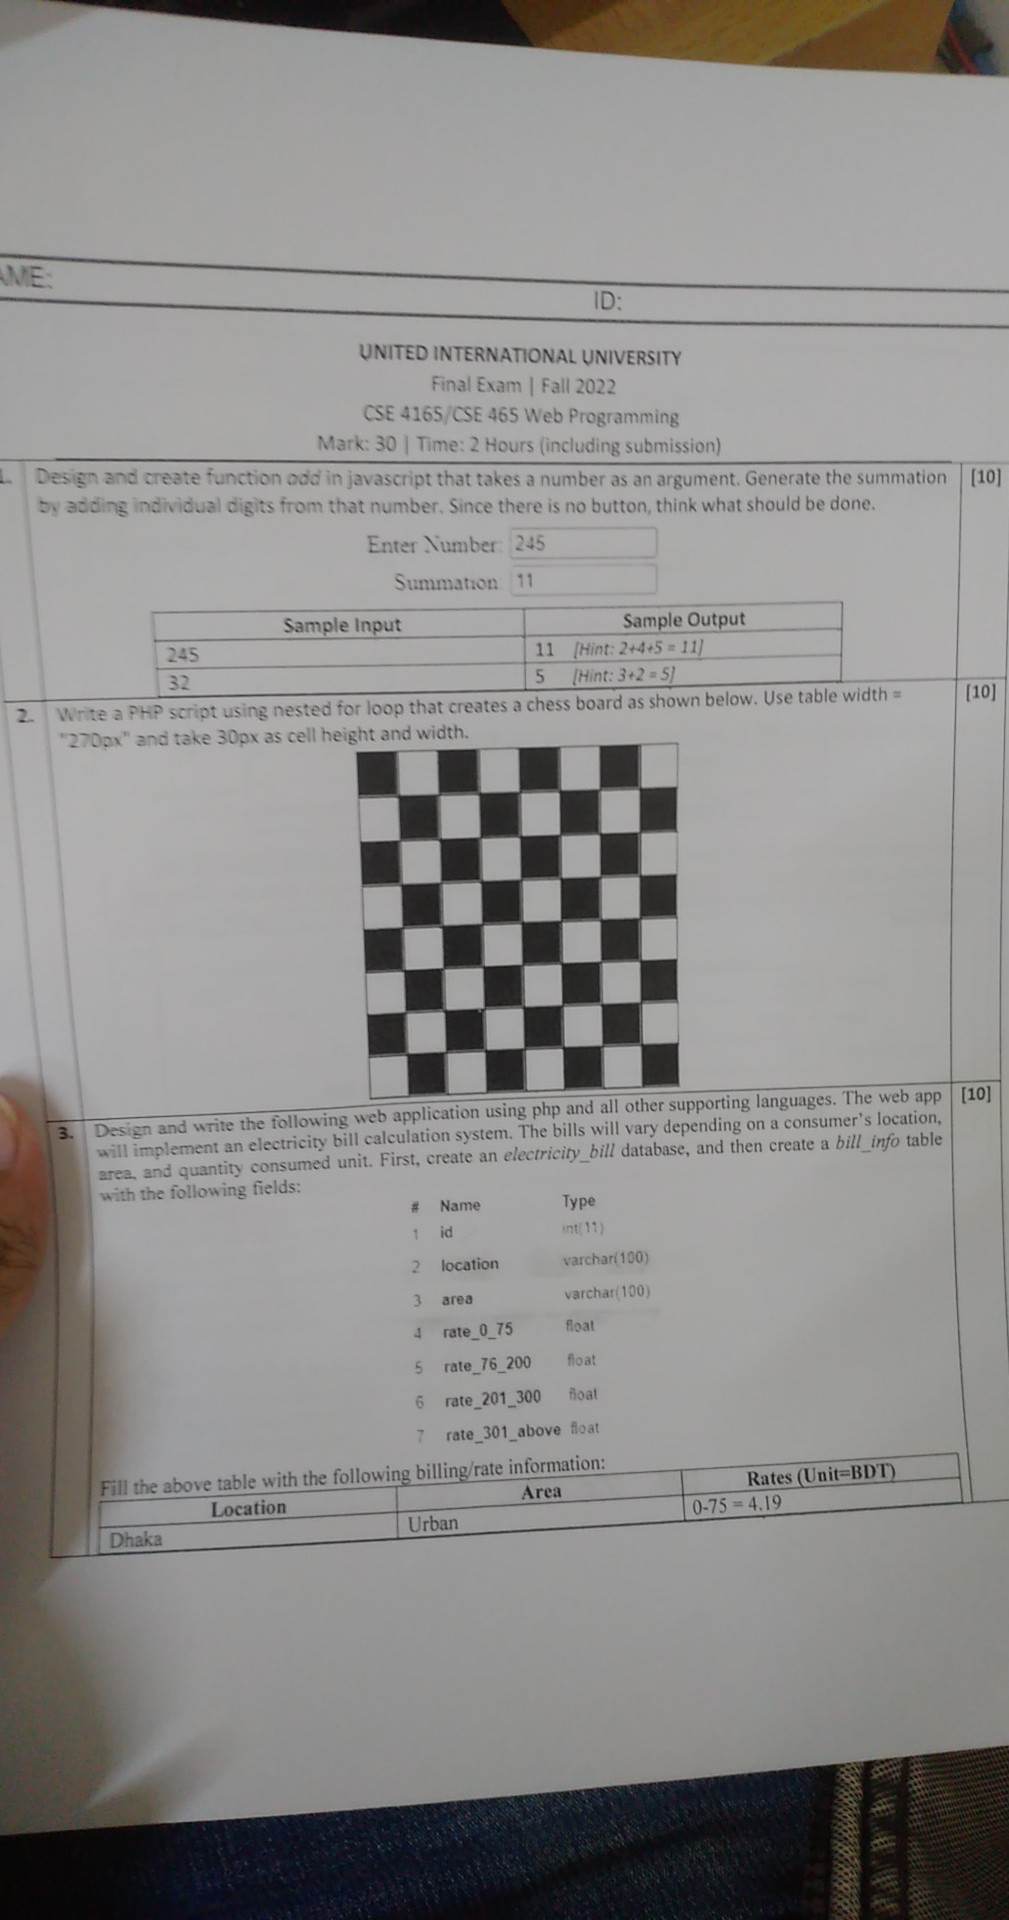 AME:
ID:
UNITED INTERNATIONAL UNIVERSITY
Final Exam | Fall 2022
CSE 4165/CSE 465 Web Programming
Mark: 30 | Time: 2 Hours (including submission)
1. Design and create function add in javascript that takes a number as an argument. Generate the summation [10]
by adding individual digits from that number. Since there is no button, think what should be done.
Enter Number: 245
Summation 11
Sample Input Sample Output
245 11 [Hint: 2+4+5 = 11]
32 5 [Hint: 3+2 = 5]
2. Write a PHP script using nested for loop that creates a chess board as shown below. Use table width = [10]
"270px" and take 30px as cell height and width.
3. Design and write the following web application using php and all other supporting languages. The web app [10]
will implement an electricity bill calculation system. The bills will vary depending on a consumer's location,
area, and quantity consumed unit. First, create an electricity_bill database, and then create a bill_info table
with the following fields:
# Name Type
1 id int(11)
2 location varchar(100)
3 area varchar(100)
4 rate_0_75 float
5 rate_76_200 float
6 rate_201_300 float
7 rate_301_above float
Fill the above table with the following billing/rate information:
Location Area Rates (Unit=BDT)
Dhaka Urban 0-75 = 4.19